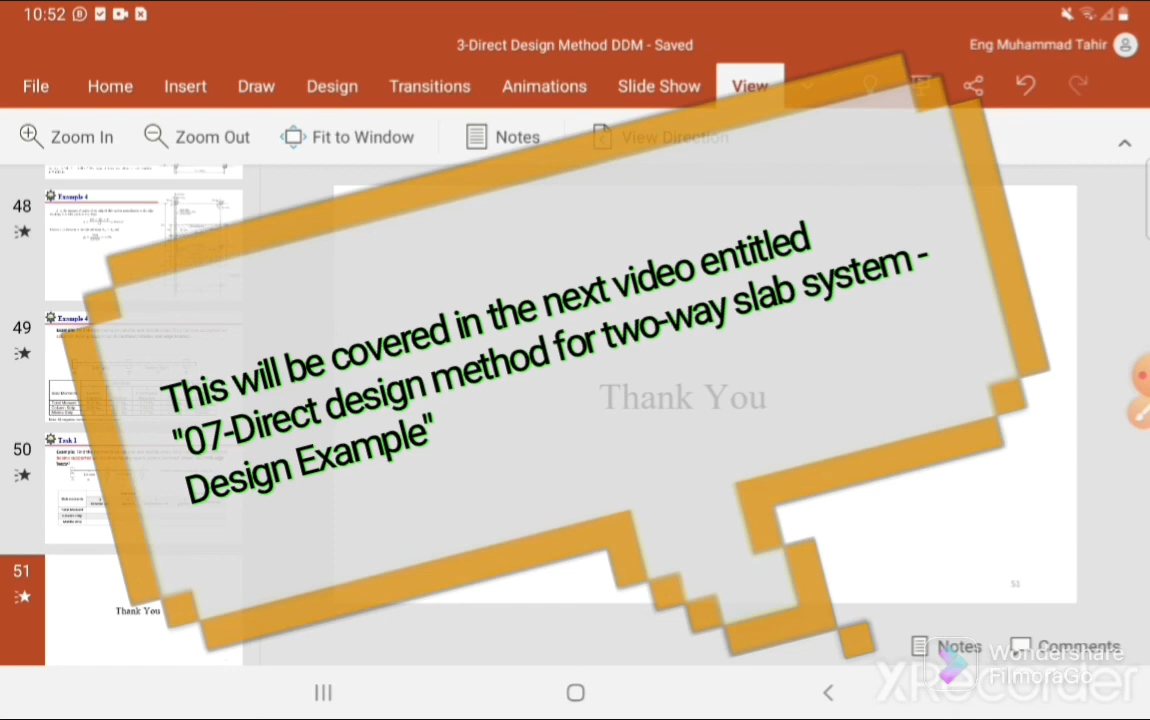 10:52
3-Direct Design Method DDM - Saved
Eng Muhammad Tahir
File Home Insert Draw Design Transitions Animations Slide Show View
Zoom In Zoom Out Fit to Window Notes View Direction
48
Example 4
49
Example 4
50
Task 1
51
Thank You
This will be covered in the next video entitled
"07-Direct design method for two-way slab system -
Design Example"
Thank You
51
Notes Comments
Wondershare
FilmoraGo
XRecorder